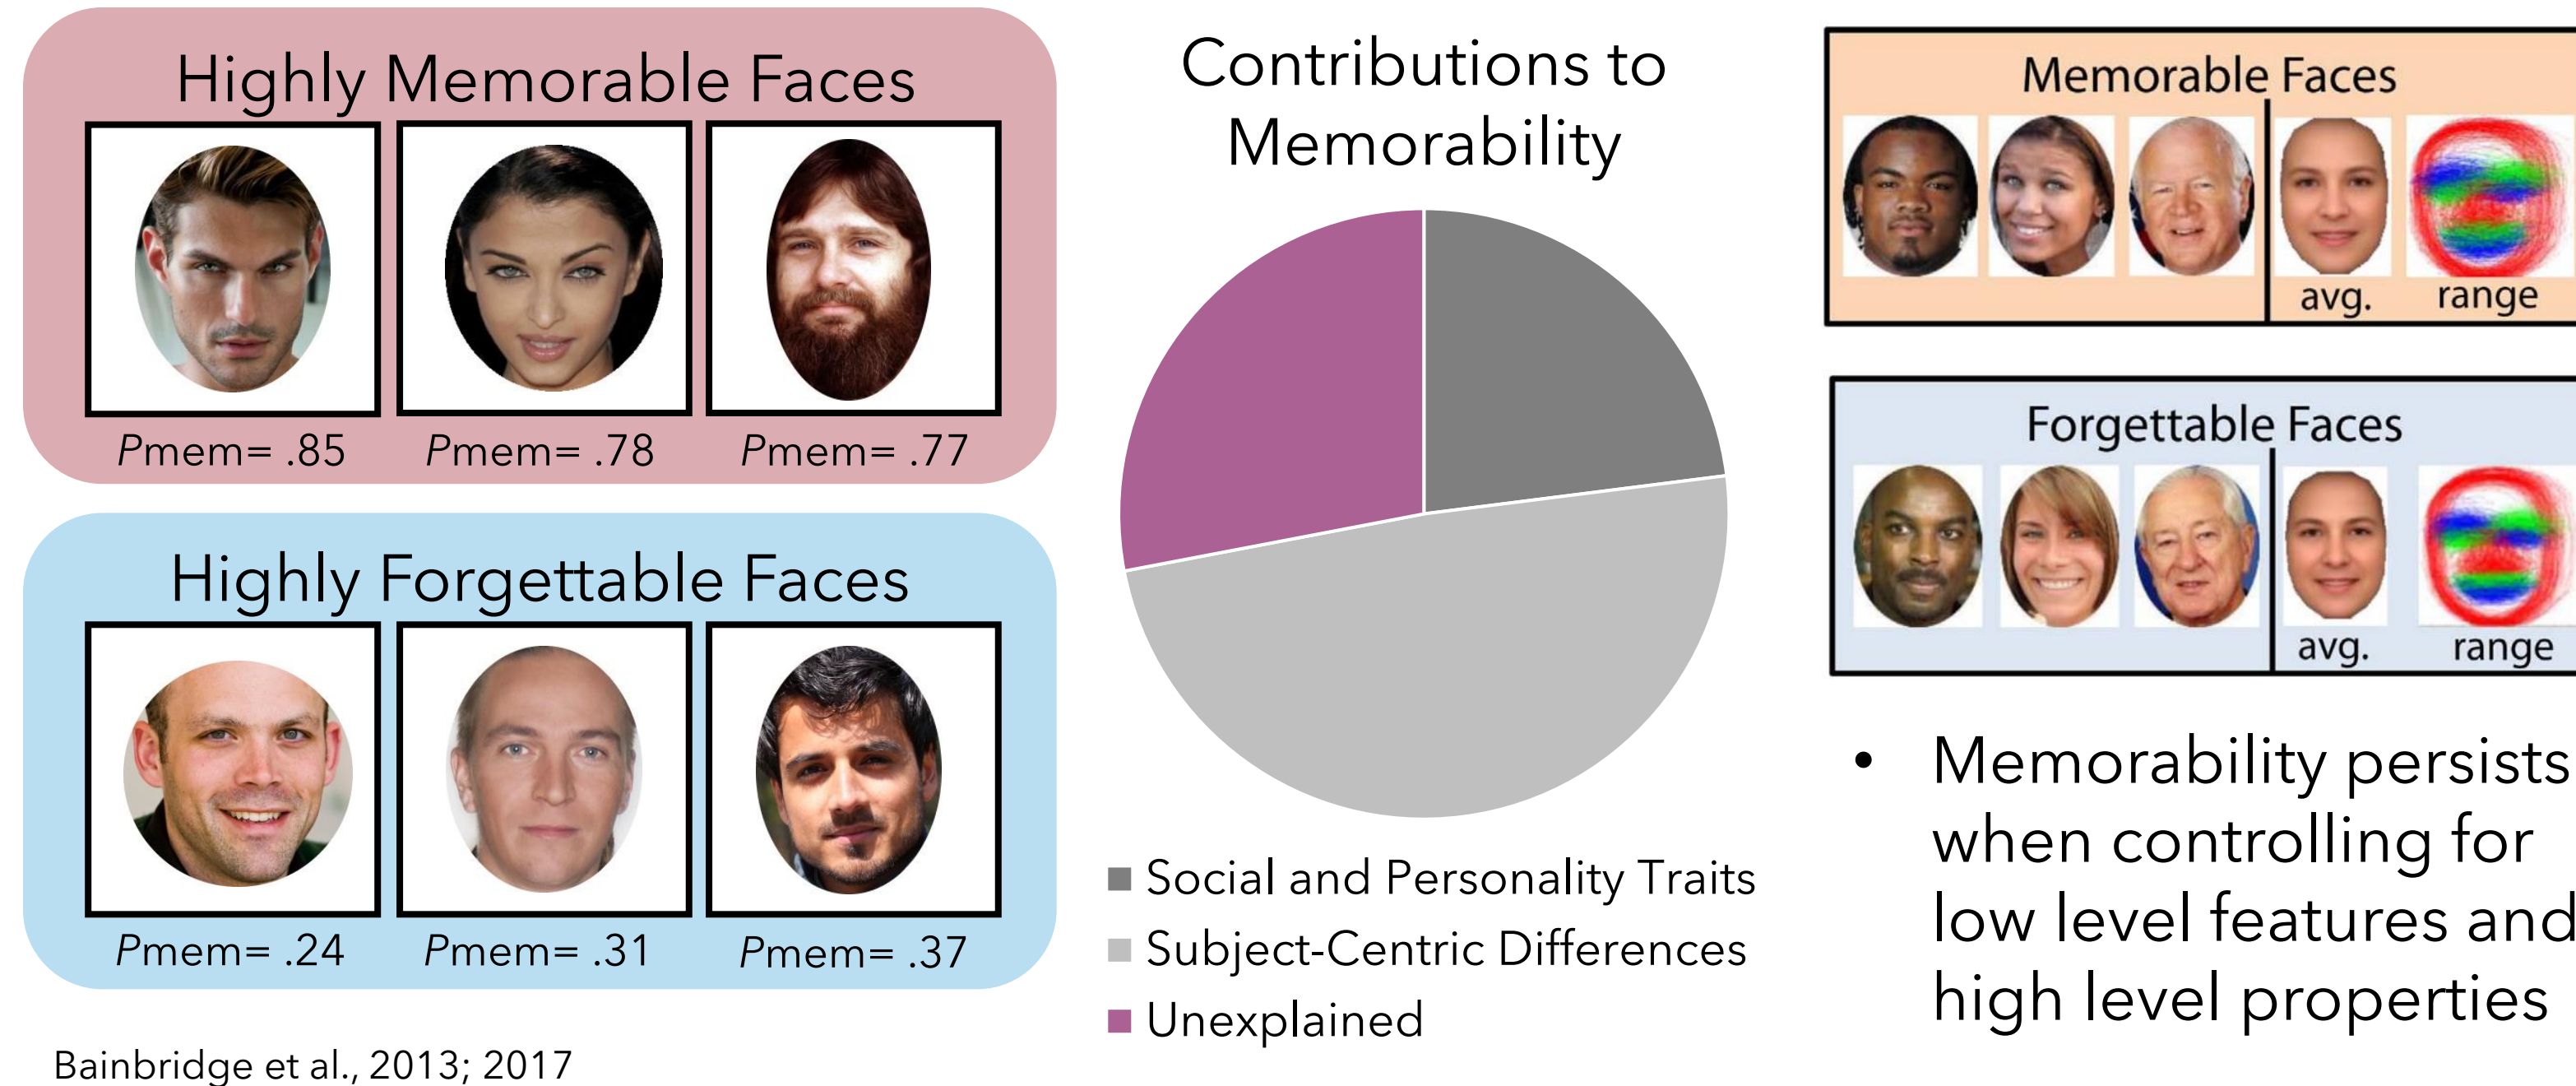 Highly Memorable Faces
Pmem= .85
Pmem= .78
Pmem= .77
Highly Forgettable Faces
Pmem= .24
Pmem= .31
Pmem= .37
Bainbridge et al., 2013; 2017
Contributions to
Memorability
Social and Personality Traits
Subject-Centric Differences
Unexplained
Memorable Faces
avg.
range
Forgettable Faces
avg.
range
• Memorability persists
when controlling for
low level features and
high level properties